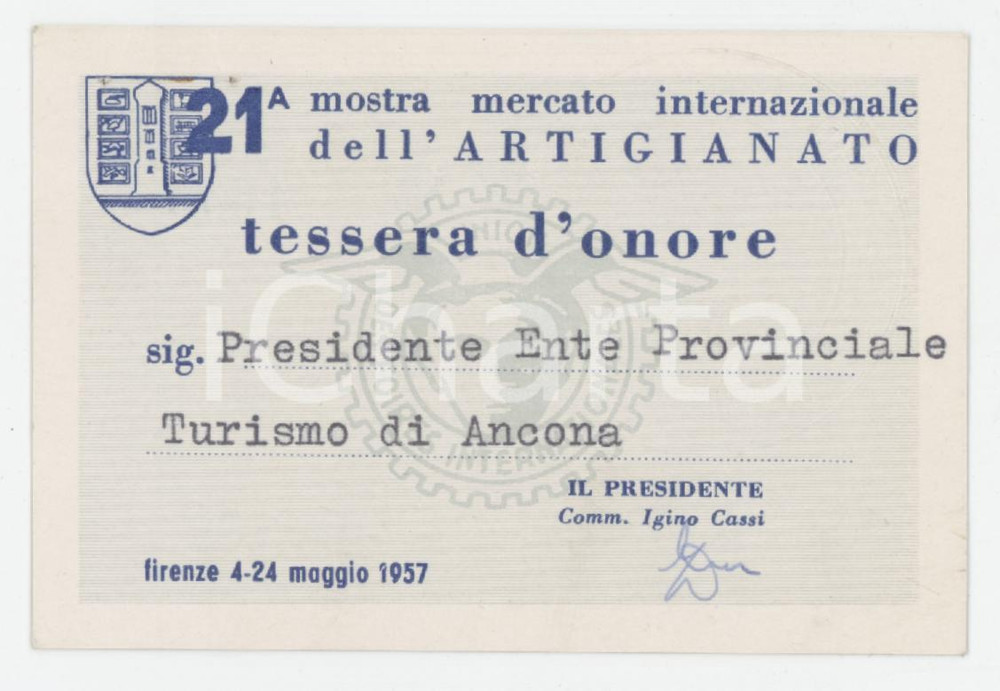 21A mostra mercato internazionale
dell'ARTIGIANATO
tessera d'onore
sig. Presidente Ente Provinciale
Turismo di Ancona
IL PRESIDENTE
Comm. Igino Cassi
firenze 4-24 maggio 1957
iCharta